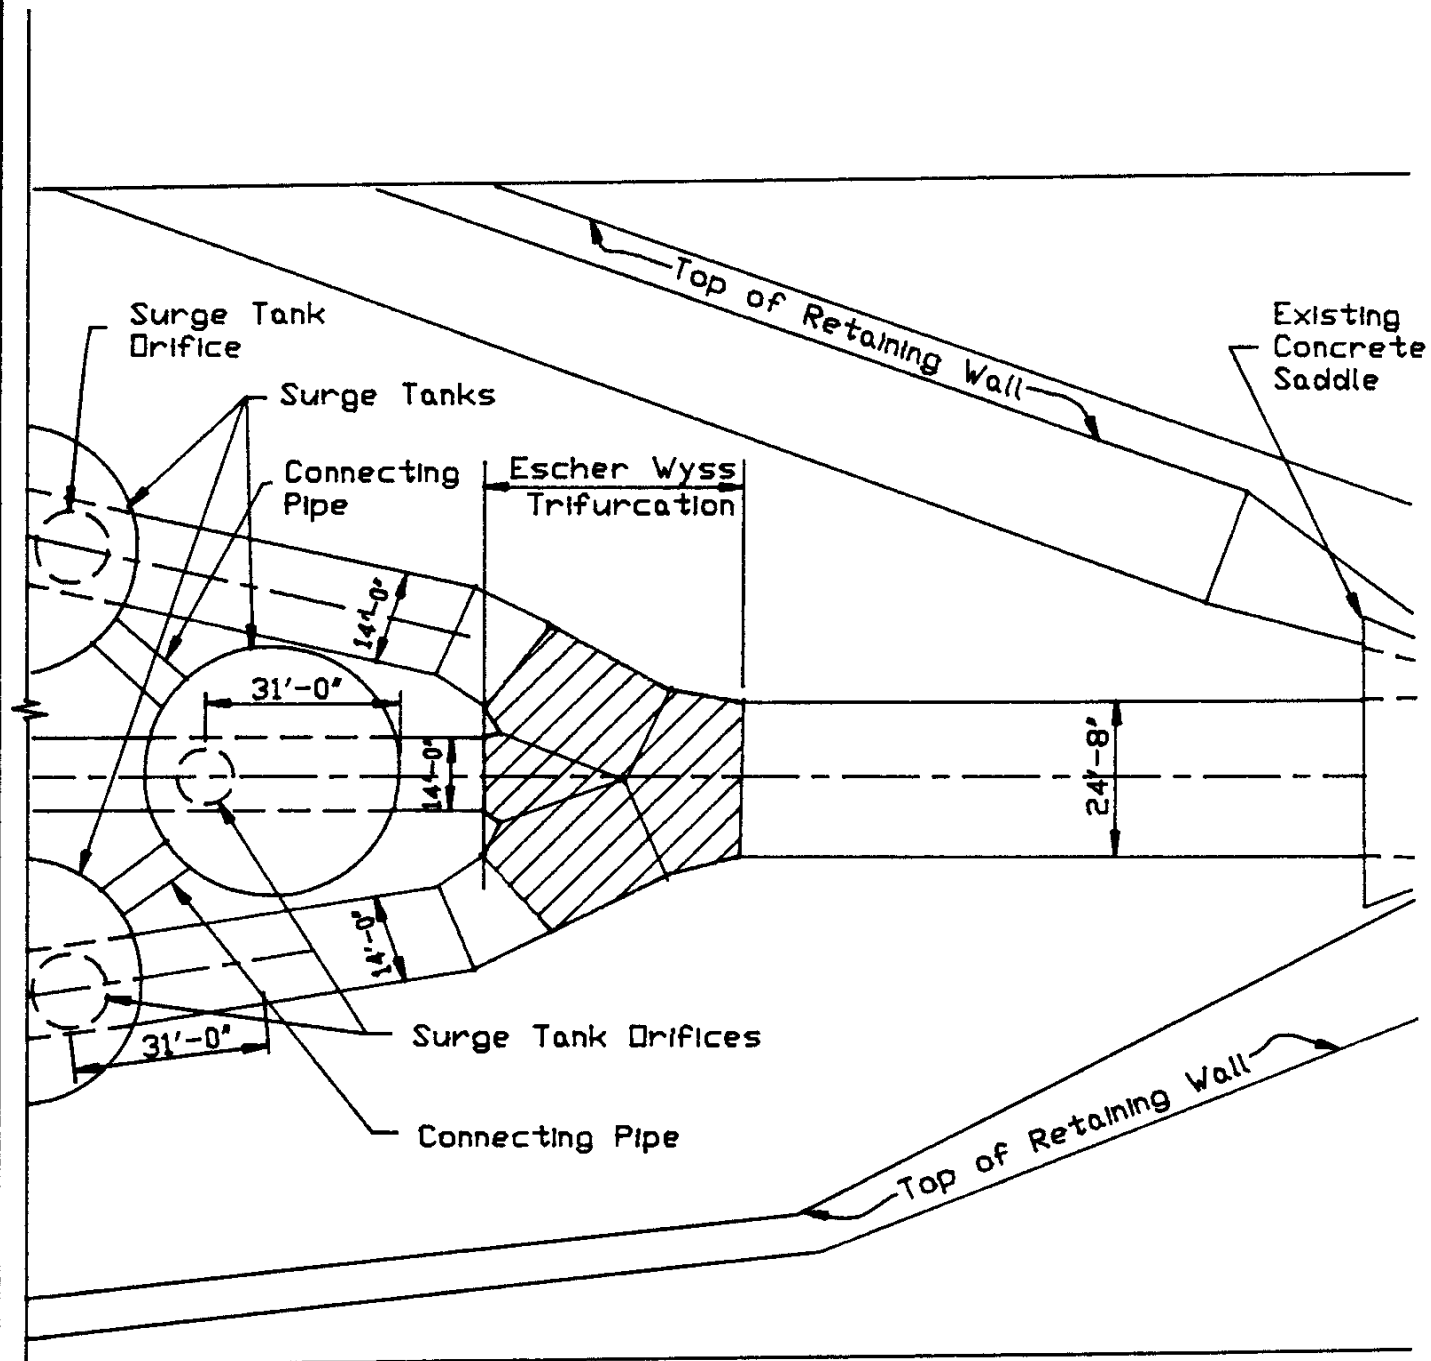 Surge Tank
Orifice
Surge Tanks
Connecting
Pipe
Escher Wyss
Trifurcation
Top of Retaining Wall
Existing
Concrete
Saddle
14'-0"
31'-0"
14'-0"
24'-8"
14'-0"
31'-0"
Surge Tank Orifices
Connecting Pipe
Top of Retaining Wall